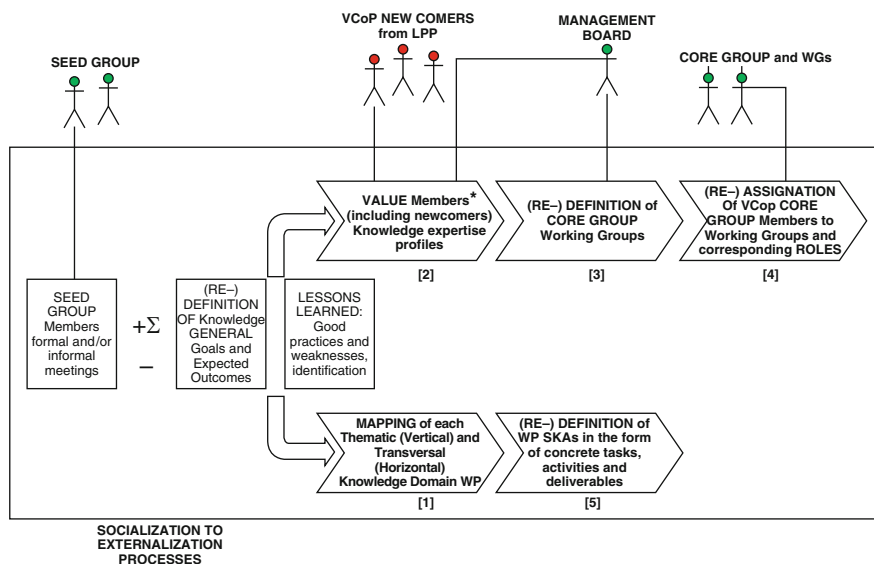 VCoP NEW COMERS
from LPP
MANAGEMENT
BOARD
SEED GROUP
CORE GROUP and WGs
VALUE Members*
(including newcomers)
Knowledge expertise
profiles
[2]
(RE–) DEFINITION of
CORE GROUP
Working Groups
[3]
(RE–) ASSIGNATION
Of VCop CORE
GROUP Members to
Working Groups and
corresponding ROLES
[4]
SEED
GROUP
Members
formal and/or
informal
meetings
+Σ
–
(RE–)
DEFINITION
OF Knowledge
GENERAL
Goals and
Expected
Outcomes
LESSONS
LEARNED:
Good
practices and
weaknesses,
identification
MAPPING of each
Thematic (Vertical) and
Transversal
(Horizontal)
Knowledge Domain WP
[1]
(RE–) DEFINITION of
WP SKAs in the form
of concrete tasks,
activities and
deliverables
[5]
SOCIALIZATION TO
EXTERNALIZATION
PROCESSES